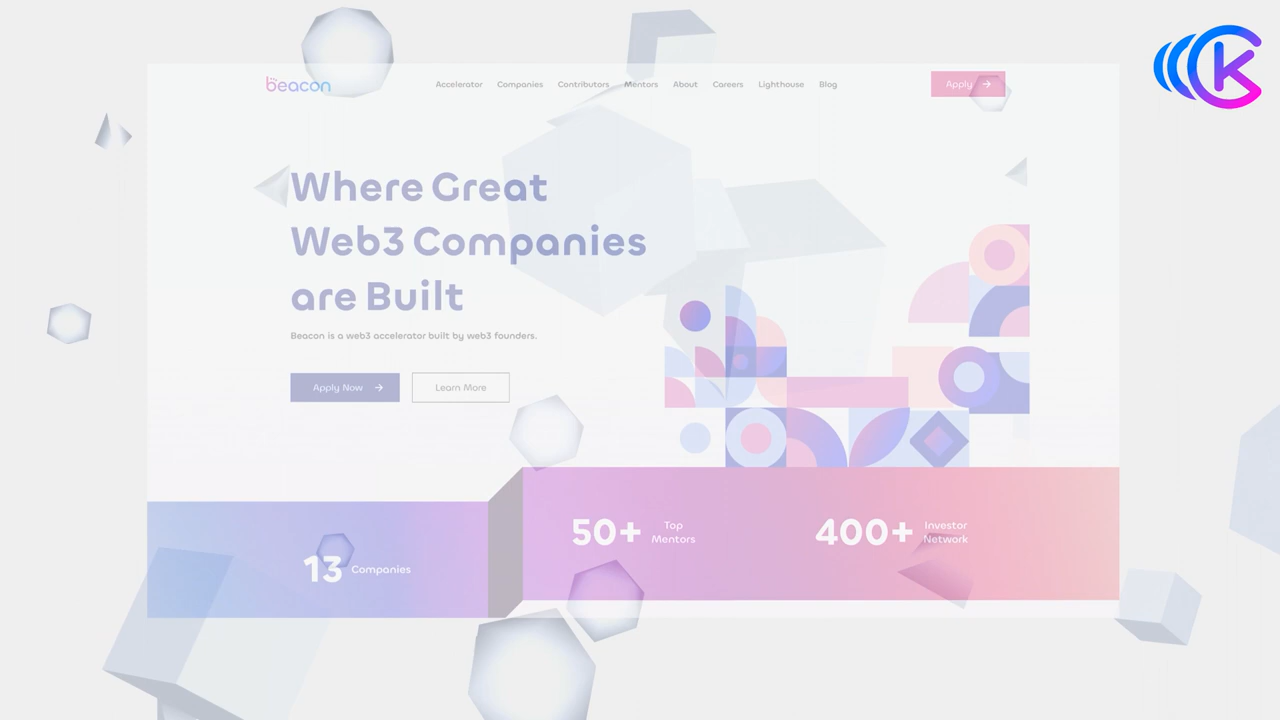 beacon
Accelerator Companies Contributors Mentors About Careers Lighthouse Blog
Apply
Where Great
Web3 Companies
are Built
Beacon is a web3 accelerator built by web3 founders.
Apply Now
Learn More
13 Companies
50+ Top
Mentors
400+ Investor
Network
K